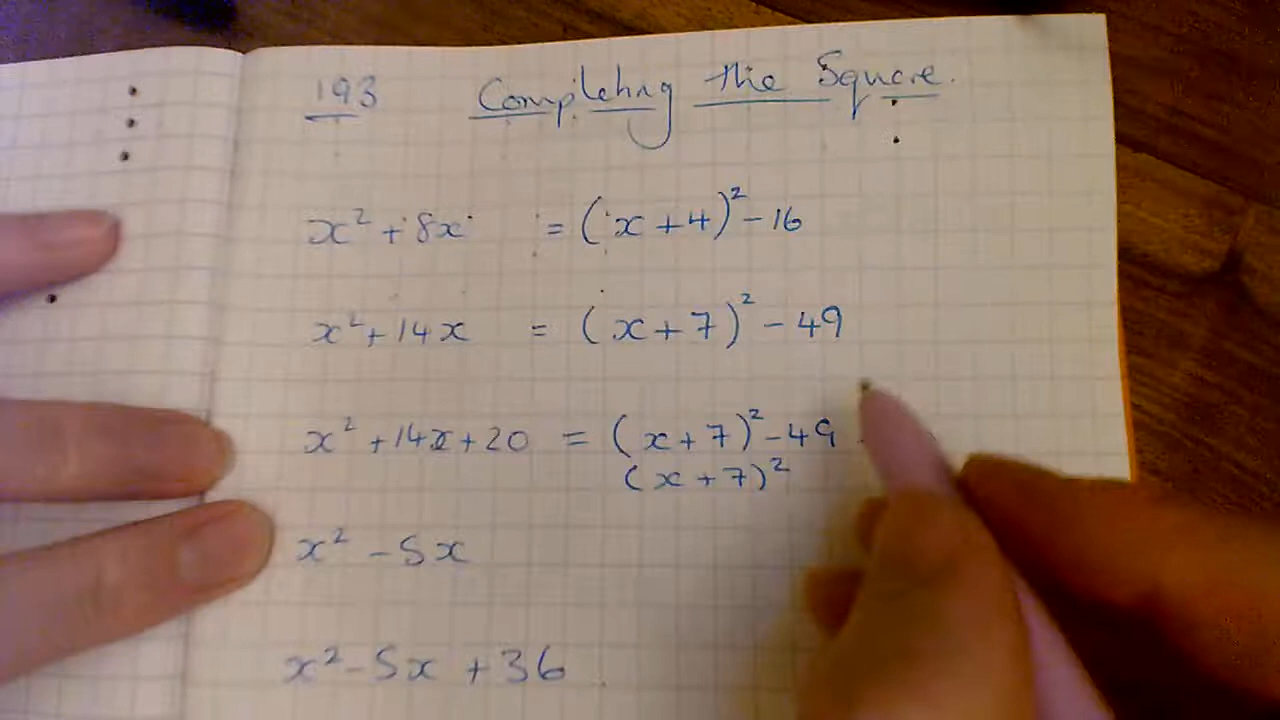 193 Completing the Square.
x² + 8x = (x + 4)² - 16
x² + 14x = (x + 7)² - 49
x² + 14x + 20 = (x + 7)² - 49
(x + 7)²
x² - 5x
x² - 5x + 36